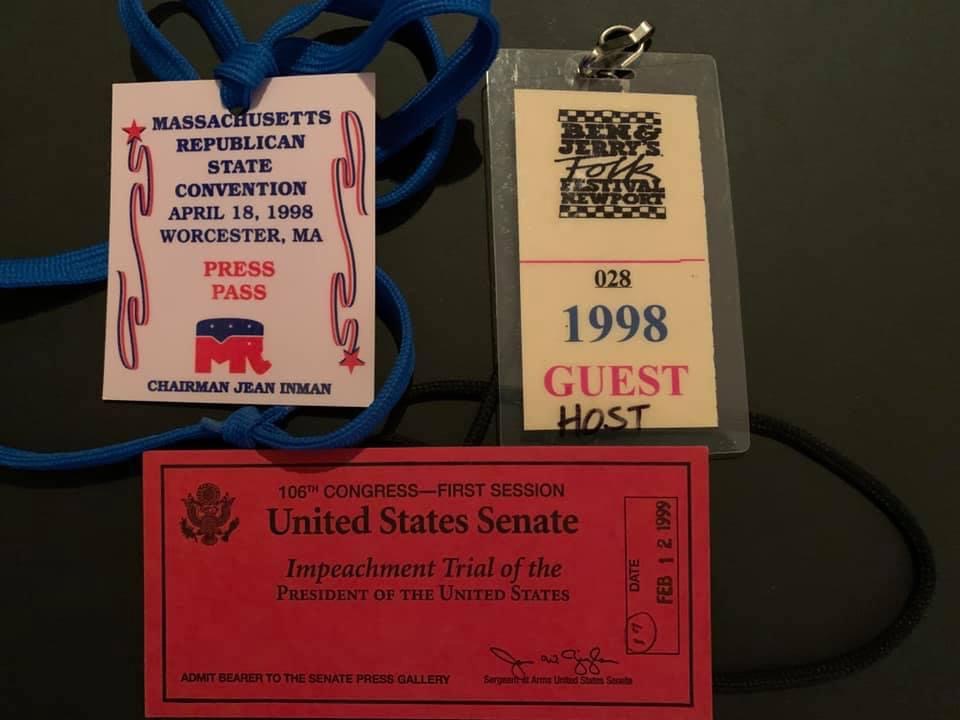 MASSACHUSETTS
REPUBLICAN
STATE
CONVENTION
APRIL 18, 1998
WORCESTER, MA
PRESS
PASS
MR
CHAIRMAN JEAN INMAN
BEN &
JERRY'S
Folk
FESTIVAL
NEWPORT
028
1998
GUEST
HOST
106TH CONGRESS—FIRST SESSION
United States Senate
Impeachment Trial of the
PRESIDENT OF THE UNITED STATES
ADMIT BEARER TO THE SENATE PRESS GALLERY
Sergeant at Arms United States Senate
DATE
FEB 12 1999
17